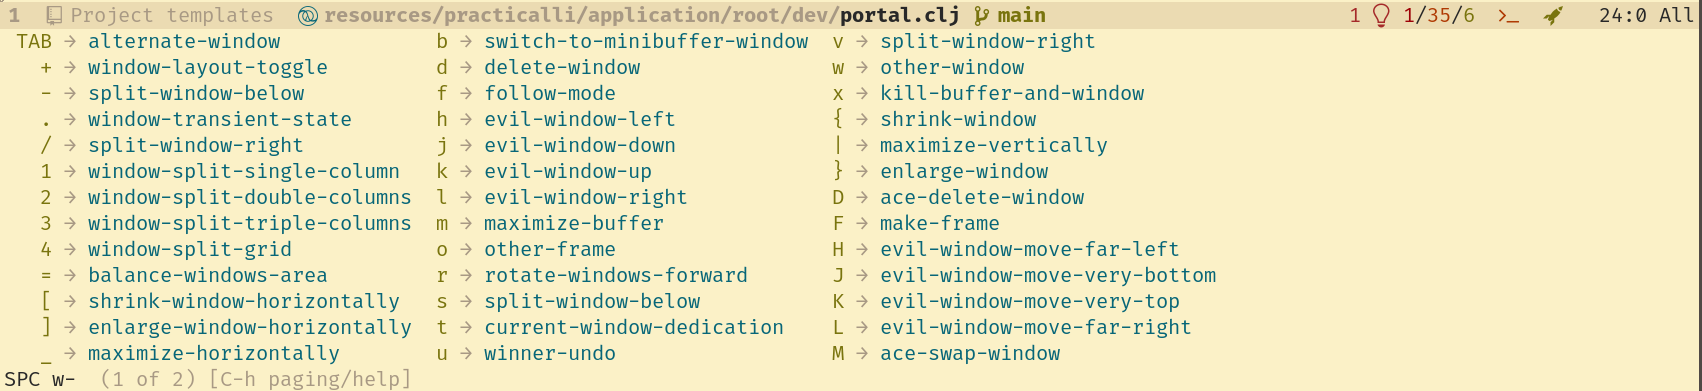 1 Project templates resources/practicalli/application/root/dev/portal.clj main 1 1/35/6 24:0 All
TAB → alternate-window b → switch-to-minibuffer-window v → split-window-right
+ → window-layout-toggle d → delete-window w → other-window
- → split-window-below f → follow-mode x → kill-buffer-and-window
. → window-transient-state h → evil-window-left { → shrink-window
/ → split-window-right j → evil-window-down | → maximize-vertically
1 → window-split-single-column k → evil-window-up } → enlarge-window
2 → window-split-double-columns l → evil-window-right D → ace-delete-window
3 → window-split-triple-columns m → maximize-buffer F → make-frame
4 → window-split-grid o → other-frame H → evil-window-move-far-left
= → balance-windows-area r → rotate-windows-forward J → evil-window-move-very-bottom
[ → shrink-window-horizontally s → split-window-below K → evil-window-move-very-top
] → enlarge-window-horizontally t → current-window-dedication L → evil-window-move-far-right
_ → maximize-horizontally u → winner-undo M → ace-swap-window
SPC w- (1 of 2) [C-h paging/help]